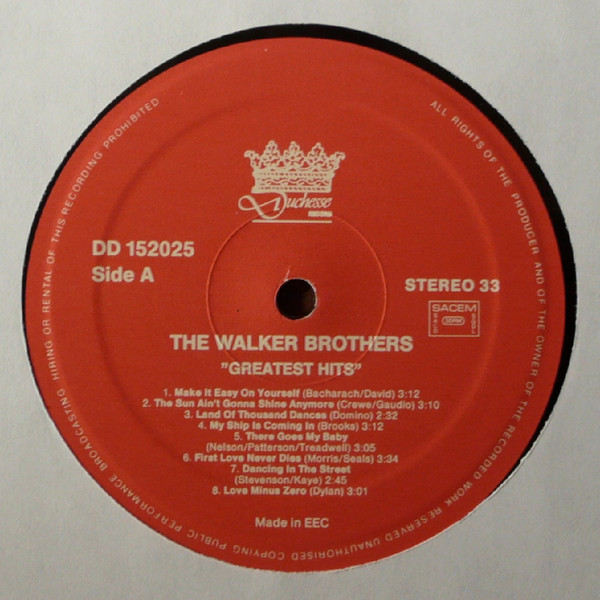 Duchesse
DD 152025
Side A
STEREO 33
SACEM
THE WALKER BROTHERS
"GREATEST HITS"
1. Make It Easy On Yourself (Bacharach/David) 3:12
2. The Sun Ain't Gonna Shine Anymore (Crewe/Gaudio) 3:10
3. Land Of Thousand Dances (Domino) 2:32
4. My Ship Is Coming In (Brooks) 3:12
5. There Goes My Baby
(Nelson/Patterson/Treadwell) 3:05
6. First Love Never Dies (Morris/Seals) 3:34
7. Dancing In The Street
(Stevenson/Kaye) 2:45
8. Love Minus Zero (Dylan) 3:01
Made in EEC
ALL RIGHTS OF THE PRODUCER AND OF THE OWNER OF THE RECORDED WORK RESERVED UNAUTHORISED COPYING PUBLIC PERFORMANCE BROADCASTING HIRING OR RENTAL OF THIS RECORDING PROHIBITED